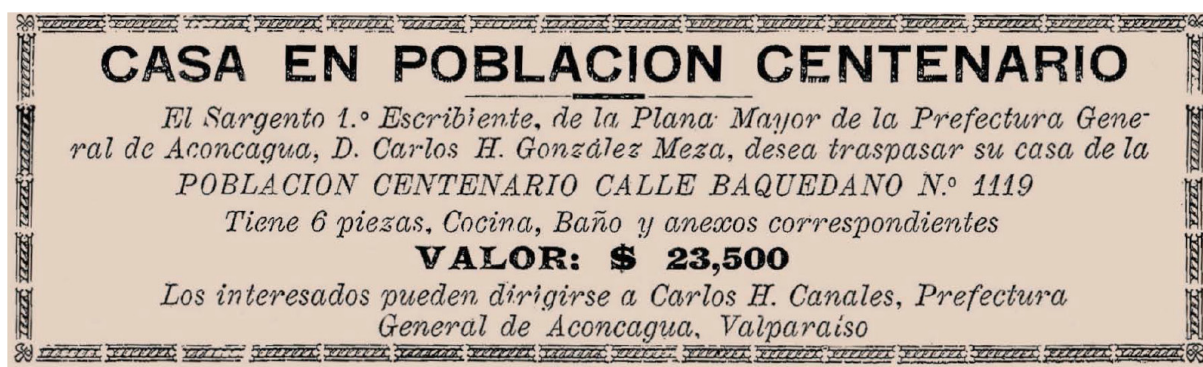 CASA EN POBLACION CENTENARIO
El Sargento 1.º Escribiente, de la Plana Mayor de la Prefectura Gene-
ral de Aconcagua, D. Carlos H. González Meza, desea traspasar su casa de la
POBLACION CENTENARIO CALLE BAQUEDANO N.º 1119
Tiene 6 piezas, Cocina, Baño y anexos correspondientes
VALOR: $ 23,500
Los interesados pueden dirigirse a Carlos H. Canales, Prefectura
General de Aconcagua, Valparaíso